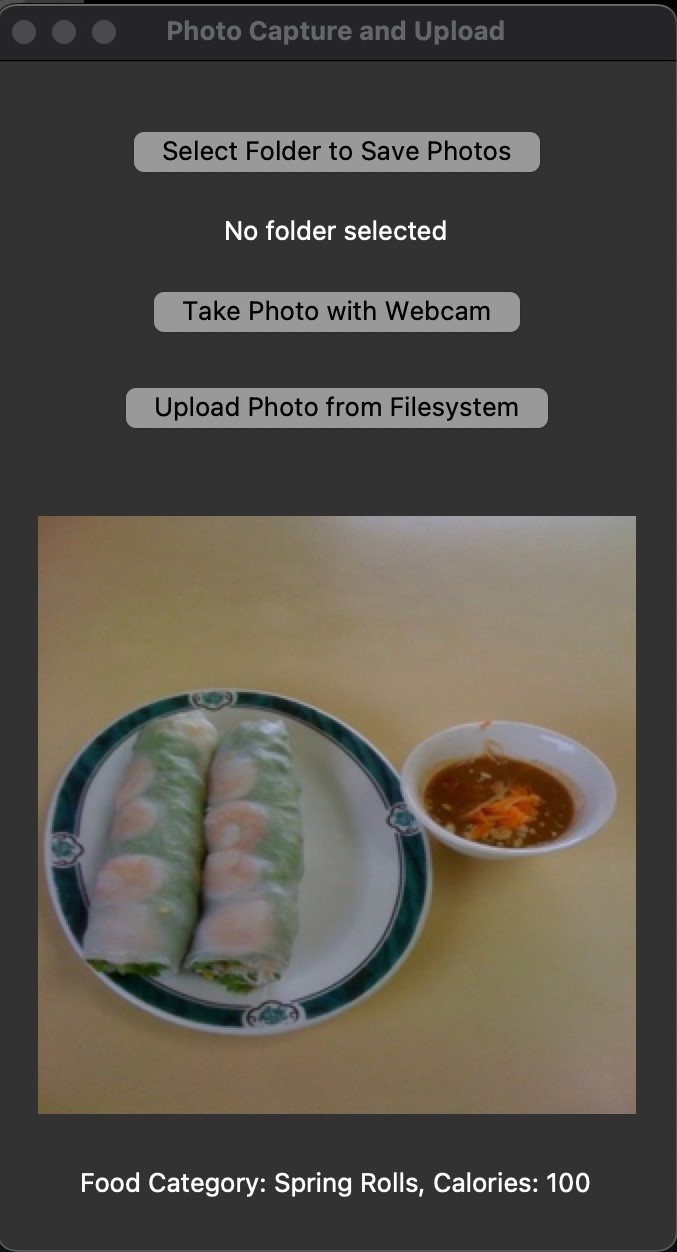 Photo Capture and Upload
Select Folder to Save Photos
No folder selected
Take Photo with Webcam
Upload Photo from Filesystem
Food Category: Spring Rolls, Calories: 100